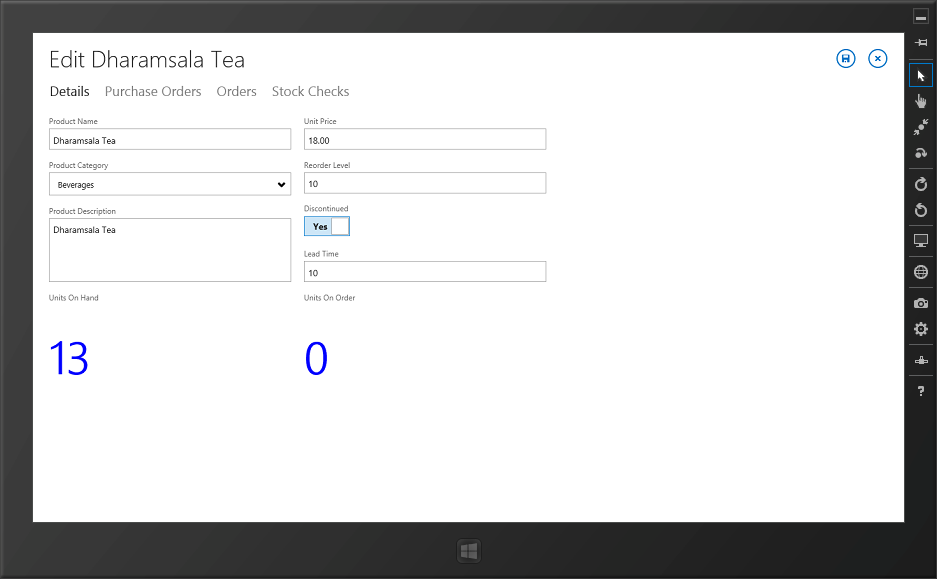 Edit Dharamsala Tea
Details Purchase Orders Orders Stock Checks
Product Name
Dharamsala Tea
Unit Price
18.00
Product Category
Beverages
Reorder Level
10
Product Description
Dharamsala Tea
Discontinued
Yes
Lead Time
10
Units On Hand
13
Units On Order
0
?